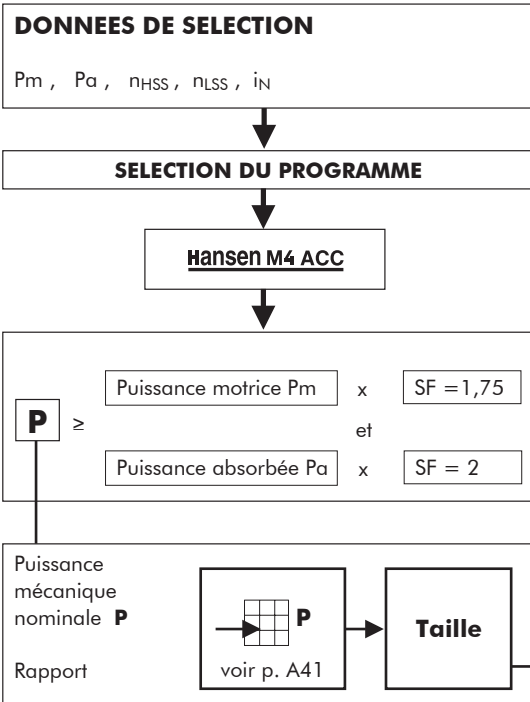 DONNEES DE SELECTION
Pm , Pa , nHSS , nLSS , iN
SELECTION DU PROGRAMME
Hansen M4 ACC
Puissance motrice Pm x SF =1,75
P ≥
et
Puissance absorbée Pa x SF = 2
Puissance
mécanique
nominale P
Rapport
P
voir p. A41
Taille